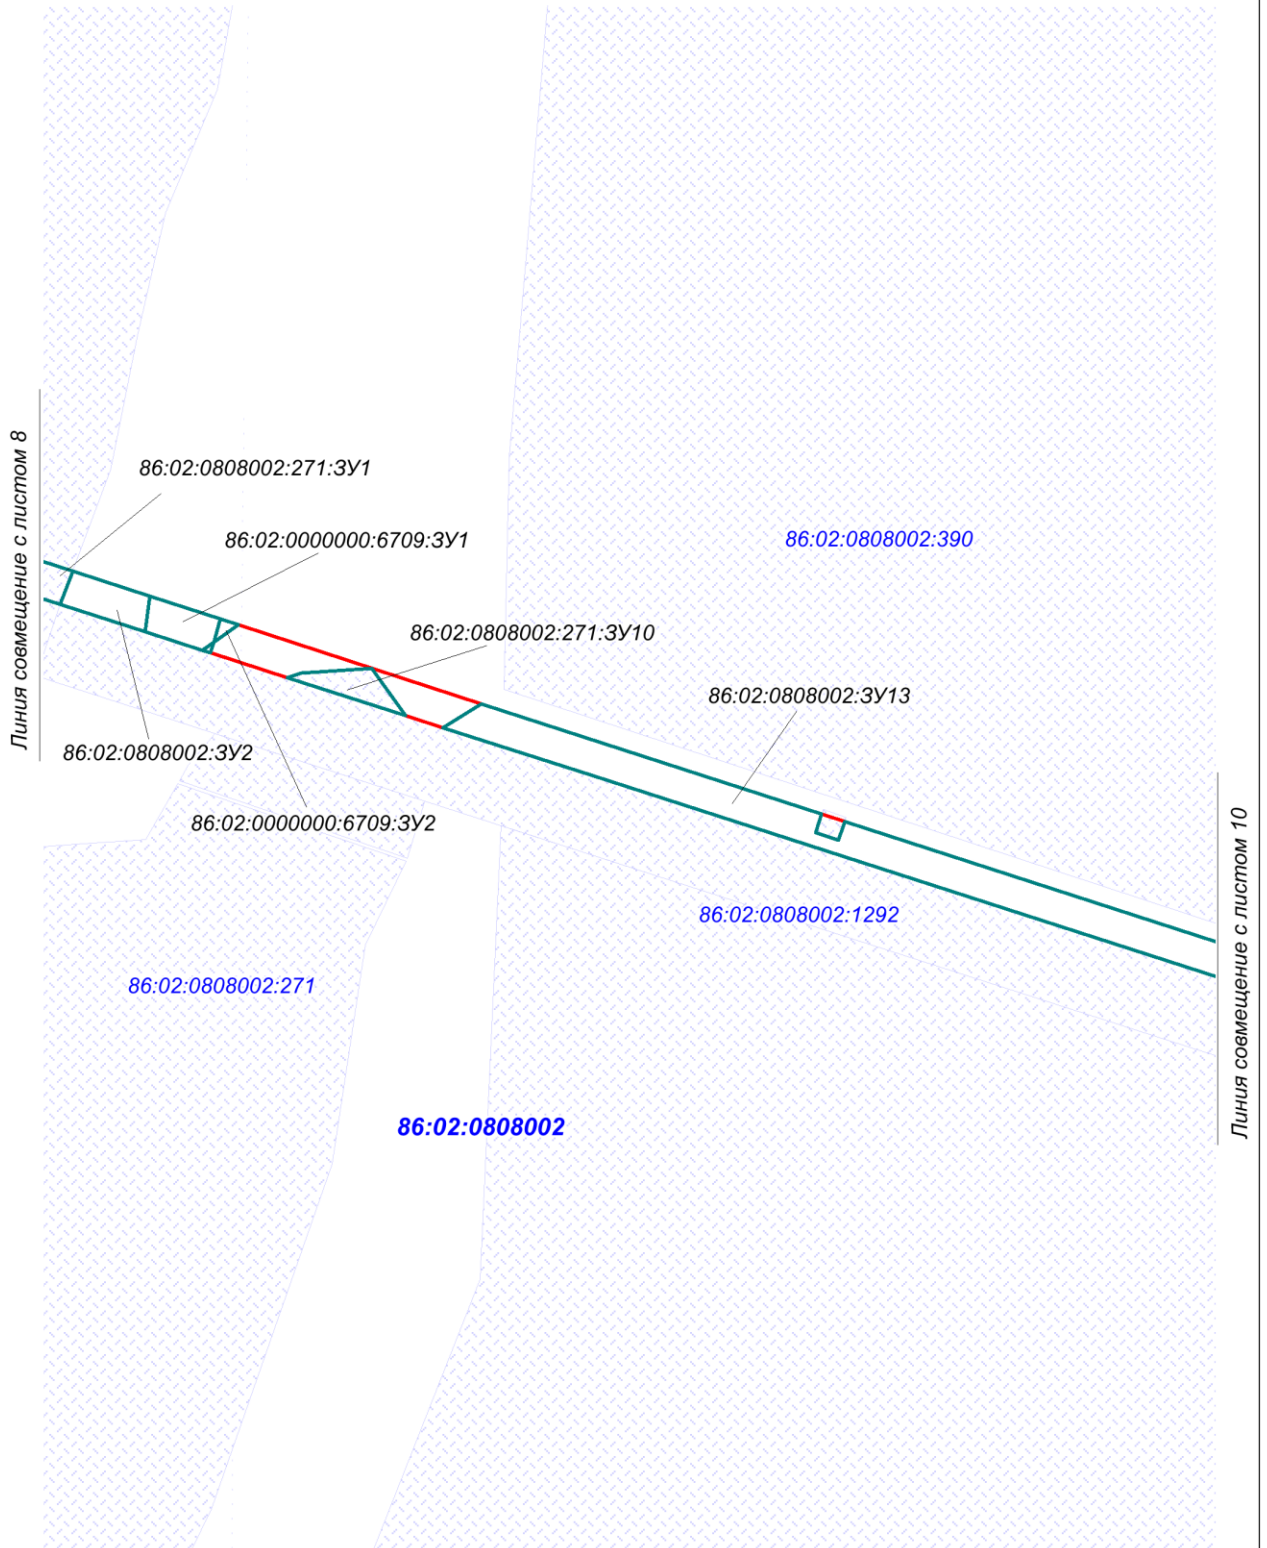 Линия совмещение с листом 8
86:02:0808002:271:ЗУ1
86:02:0000000:6709:ЗУ1
86:02:0808002:390
86:02:0808002:271:ЗУ10
86:02:0808002:ЗУ13
86:02:0808002:ЗУ2
86:02:0000000:6709:ЗУ2
Линия совмещение с листом 10
86:02:0808002:1292
86:02:0808002:271
86:02:0808002